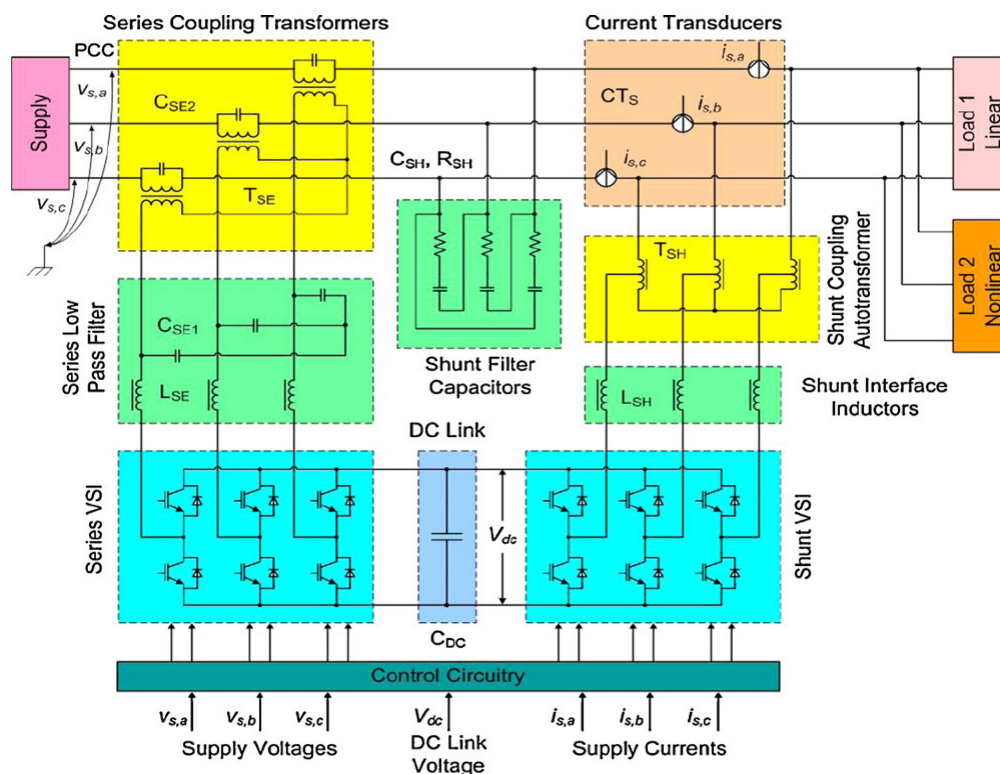 Series Coupling Transformers
Current Transducers
PCC
Supply
vs,a
vs,b
vs,c
CSE2
TSE
CSH, RSH
CTS
is,a
is,b
is,c
Load 1
Linear
Load 2
Nonlinear
TSH
Shunt Coupling
Autotransformer
Series Low
Pass Filter
CSE1
LSE
Shunt Filter
Capacitors
LSH
Shunt Interface
Inductors
DC Link
Series VSI
Vdc
Shunt VSI
CDC
Control Circuitry
vs,a
vs,b
vs,c
Vdc
is,a
is,b
is,c
Supply Voltages
DC Link
Voltage
Supply Currents